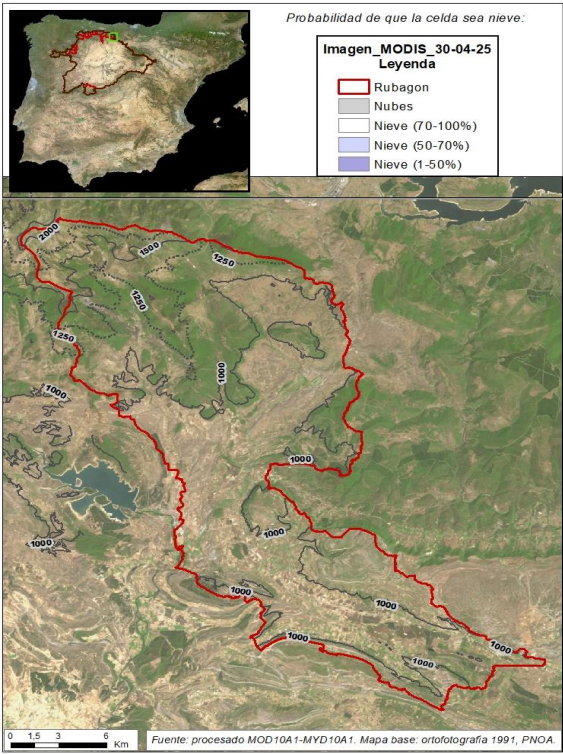 Probabilidad de que la celda sea nieve:
Imagen_MODIS_30-04-25
Leyenda
Rubagon
Nubes
Nieve (70-100%)
Nieve (50-70%)
Nieve (1-50%)
2000
1500
1250
1250
1250
1000
1000
1000
1000
1000
1000
1000
1000
1000
1000
0 1,5 3 6
Km
Fuente: procesado MOD10A1-MYD10A1. Mapa base: ortofotografía 1991, PNOA.